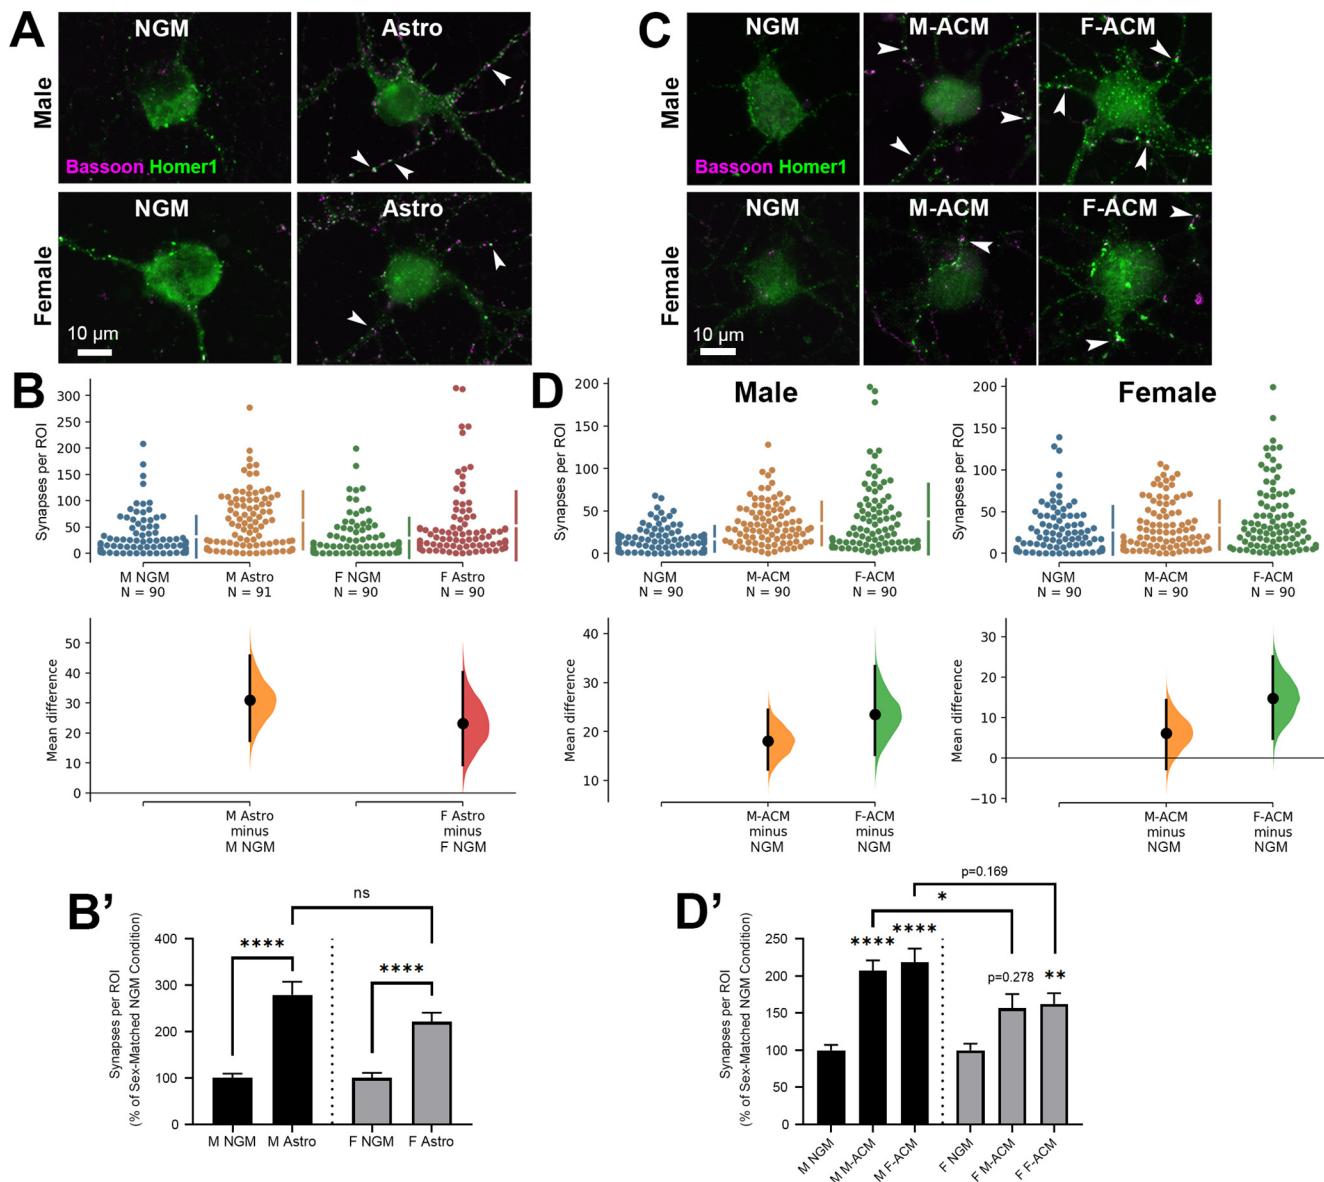 A
NGM
Astro
Male
Bassoon Homer1
NGM
Astro
Female
10 µm
C
NGM
M-ACM
F-ACM
Male
Bassoon Homer1
NGM
M-ACM
F-ACM
Female
10 µm
B
Synapses per ROI
300
250
200
150
100
50
0
M NGM
N = 90
M Astro
N = 91
F NGM
N = 90
F Astro
N = 90
Mean difference
50
40
30
20
10
0
M Astro
minus
M NGM
F Astro
minus
F NGM
D
Male
Synapses per ROI
200
150
100
50
0
NGM
N = 90
M-ACM
N = 90
F-ACM
N = 90
Mean difference
40
30
20
10
M-ACM
minus
NGM
F-ACM
minus
NGM
Female
Synapses per ROI
200
150
100
50
0
NGM
N = 90
M-ACM
N = 90
F-ACM
N = 90
Mean difference
30
20
10
0
−10
M-ACM
minus
NGM
F-ACM
minus
NGM
B’
Synapses per ROI
(% of Sex-Matched NGM Condition)
400
300
200
100
0
****
ns
****
M NGM
M Astro
F NGM
F Astro
D’
Synapses per ROI
(% of Sex-Matched NGM Condition)
250
200
150
100
50
0
p=0.169
*
****
****
p=0.278
**
M NGM
M M-ACM
M F-ACM
F NGM
F M-ACM
F F-ACM